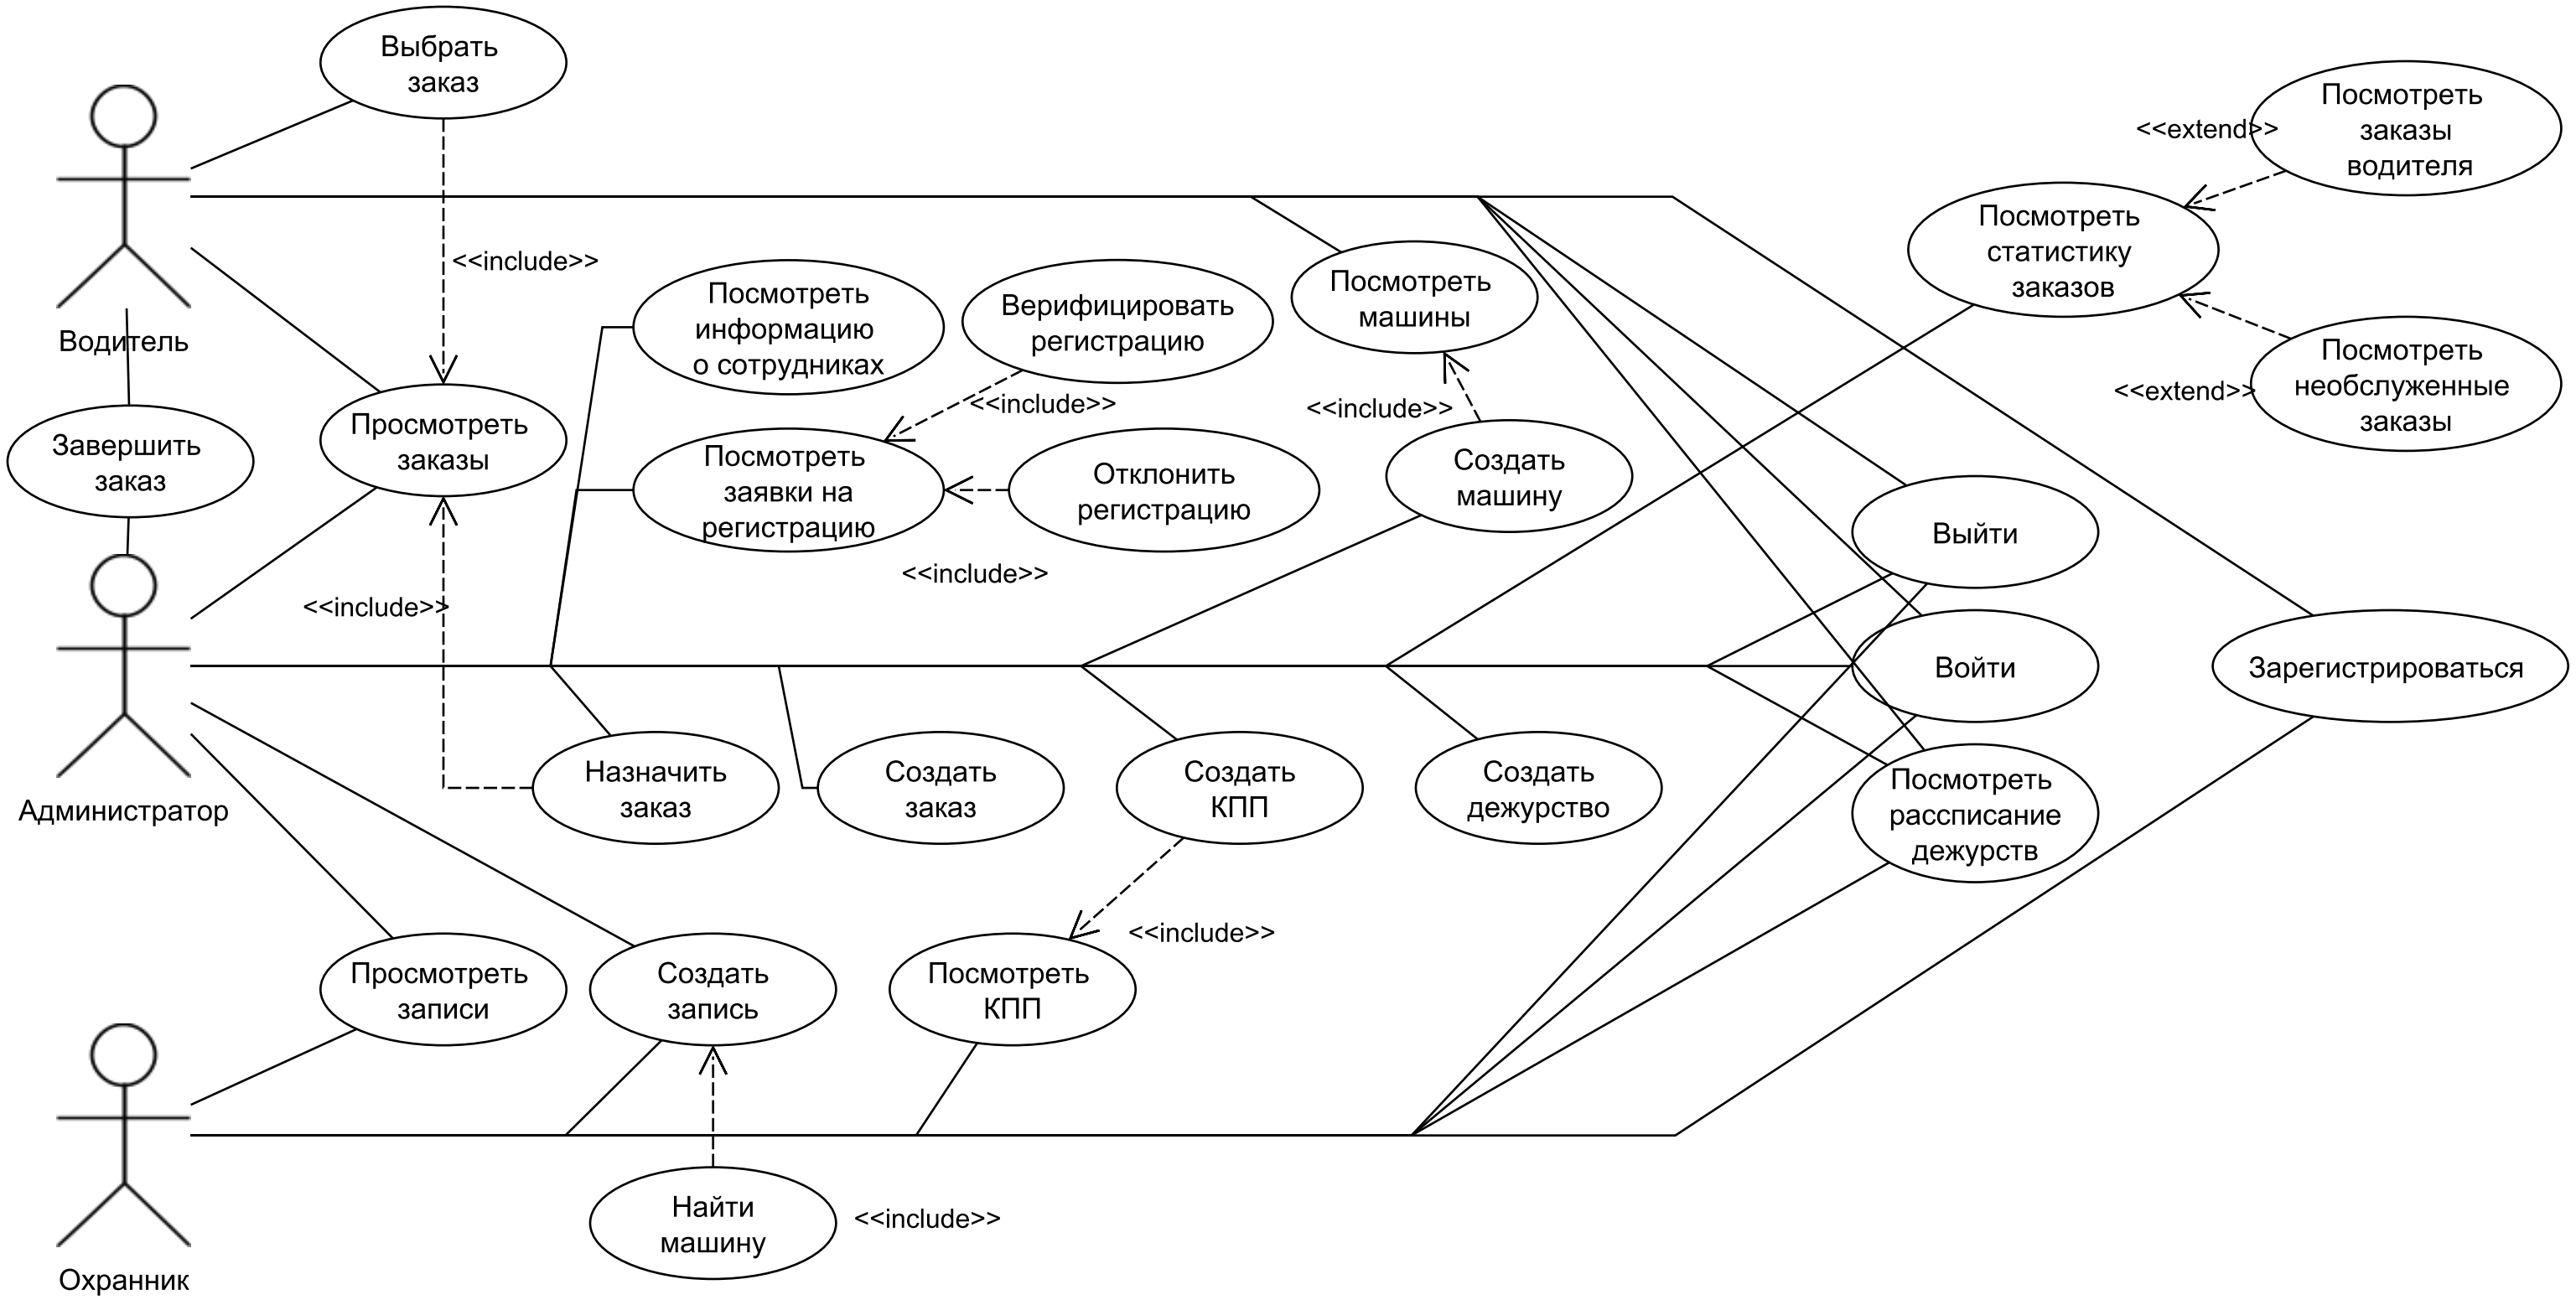 Выбрать
заказ
Посмотреть
заказы
водителя
<<extend>>
Посмотреть
статистику
заказов
<<include>>
Посмотреть
информацию
о сотрудниках
Верифицировать
регистрацию
Посмотреть
машины
Водитель
Посмотреть
необслуженные
заказы
<<extend>>
<<include>>
<<include>>
Завершить
заказ
Просмотреть
заказы
Посмотреть
заявки на
регистрацию
Отклонить
регистрацию
Создать
машину
Выйти
<<include>>
<<include>>
Войти
Зарегистрироваться
Администратор
Назначить
заказ
Создать
заказ
Создать
КПП
Создать
дежурство
Посмотреть
рассписание
дежурств
<<include>>
Просмотреть
записи
Создать
запись
Посмотреть
КПП
Найти
машину
<<include>>
Охранник